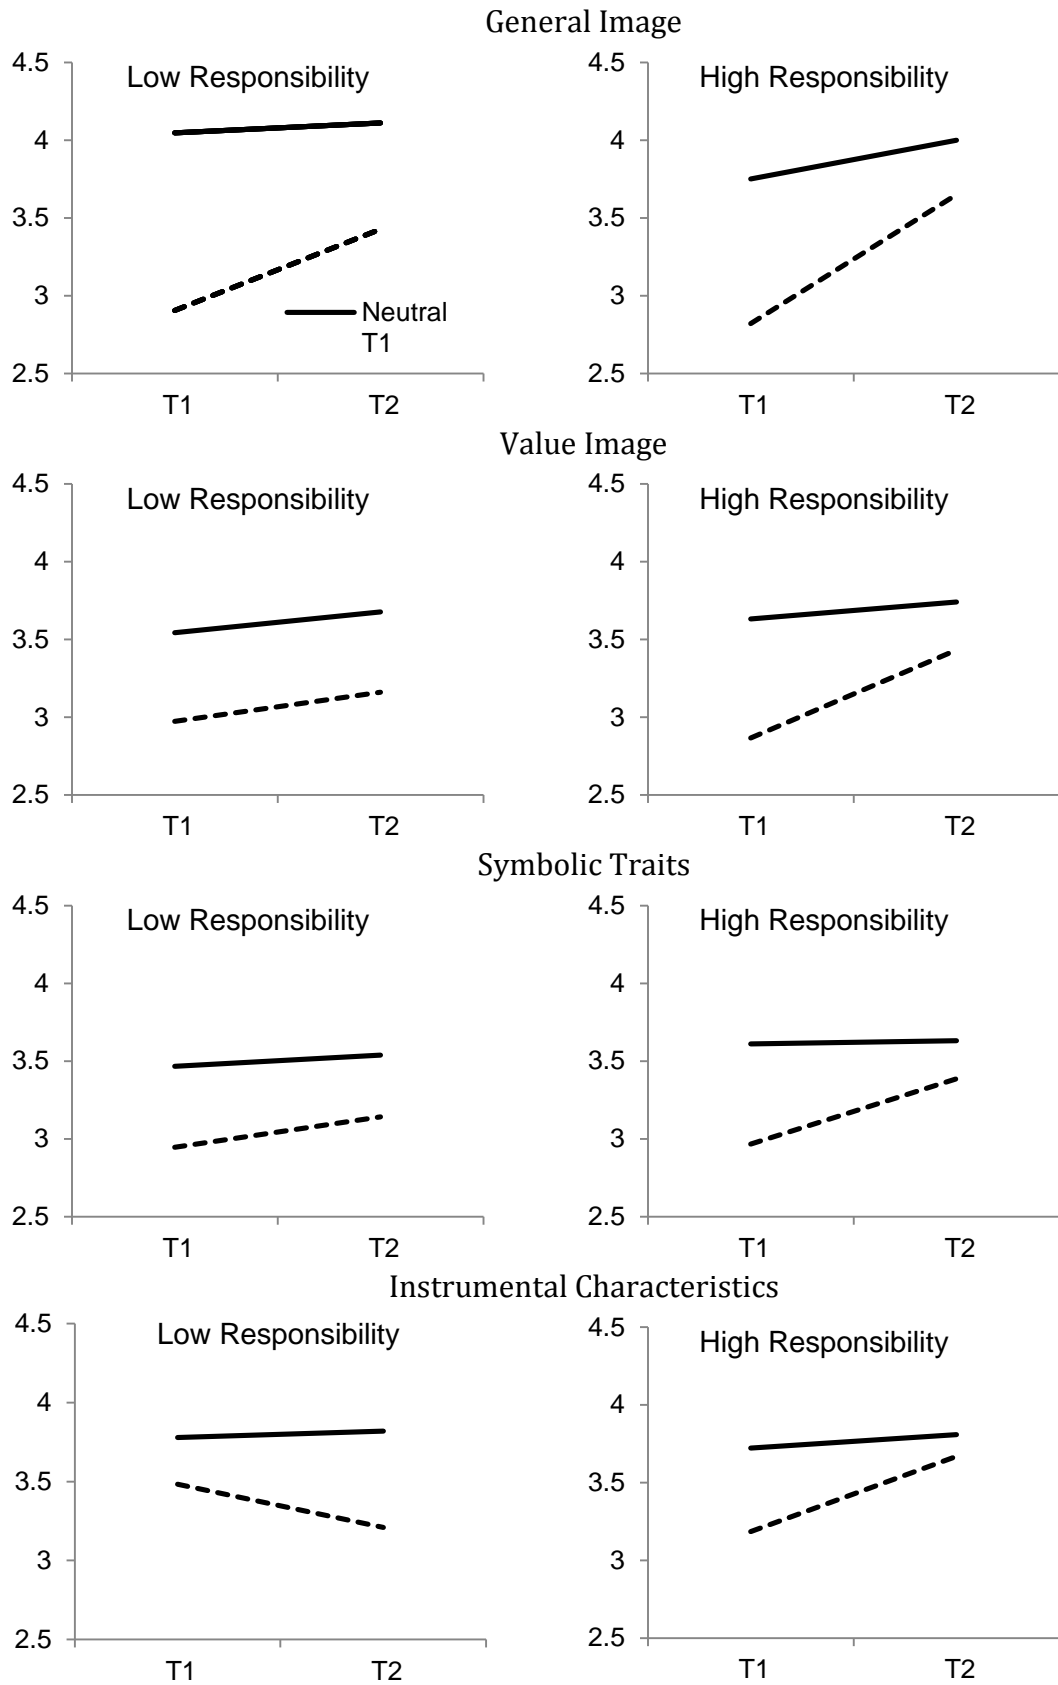 General Image
Low Responsibility
4.5
4
3.5
3
2.5
T1
T2
Neutral
T1
High Responsibility
4.5
4
3.5
3
2.5
T1
T2
Value Image
Low Responsibility
4.5
4
3.5
3
2.5
T1
T2
High Responsibility
4.5
4
3.5
3
2.5
T1
T2
Symbolic Traits
Low Responsibility
4.5
4
3.5
3
2.5
T1
T2
High Responsibility
4.5
4
3.5
3
2.5
T1
T2
Instrumental Characteristics
Low Responsibility
4.5
4
3.5
3
2.5
T1
T2
High Responsibility
4.5
4
3.5
3
2.5
T1
T2